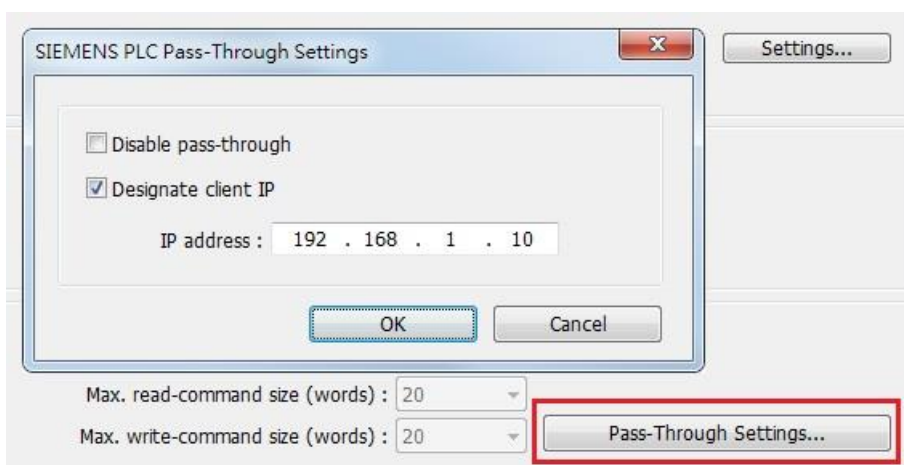 SIEMENS PLC Pass-Through Settings
Settings...
Disable pass-through
Designate client IP
IP address : 192 . 168 . 1 . 10
OK Cancel
Max. read-command size (words) : 20
Max. write-command size (words) : 20
Pass-Through Settings...